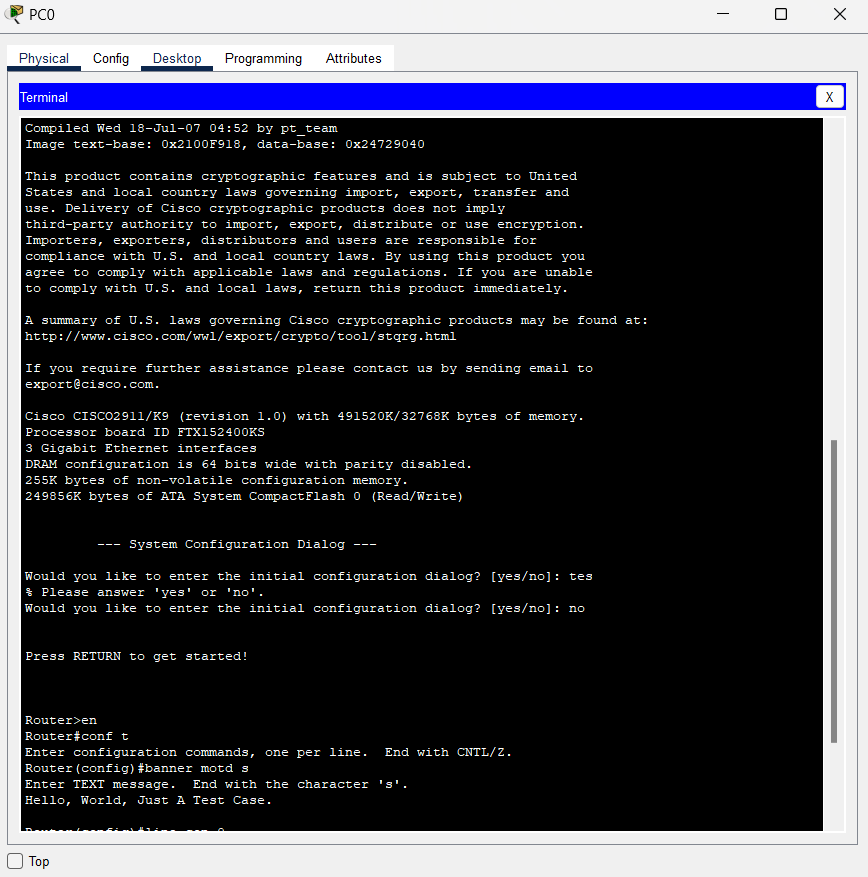 PC0
Physical Config Desktop Programming Attributes
Terminal X
Compiled Wed 18-Jul-07 04:52 by pt_team
Image text-base: 0x2100F918, data-base: 0x24729040
This product contains cryptographic features and is subject to United
States and local country laws governing import, export, transfer and
use. Delivery of Cisco cryptographic products does not imply
third-party authority to import, export, distribute or use encryption.
Importers, exporters, distributors and users are responsible for
compliance with U.S. and local country laws. By using this product you
agree to comply with applicable laws and regulations. If you are unable
to comply with U.S. and local laws, return this product immediately.
A summary of U.S. laws governing Cisco cryptographic products may be found at:
http://www.cisco.com/wwl/export/crypto/tool/stqrg.html
If you require further assistance please contact us by sending email to
export@cisco.com.
Cisco CISCO2911/K9 (revision 1.0) with 491520K/32768K bytes of memory.
Processor board ID FTX152400KS
3 Gigabit Ethernet interfaces
DRAM configuration is 64 bits wide with parity disabled.
255K bytes of non-volatile configuration memory.
249856K bytes of ATA System CompactFlash 0 (Read/Write)
--- System Configuration Dialog ---
Would you like to enter the initial configuration dialog? [yes/no]: tes
% Please answer 'yes' or 'no'.
Would you like to enter the initial configuration dialog? [yes/no]: no
Press RETURN to get started!
Router>en
Router#conf t
Enter configuration commands, one per line.  End with CNTL/Z.
Router(config)#banner motd s
Enter TEXT message.  End with the character 's'.
Hello, World, Just A Test Case.
Router(config)#line con 0
Top